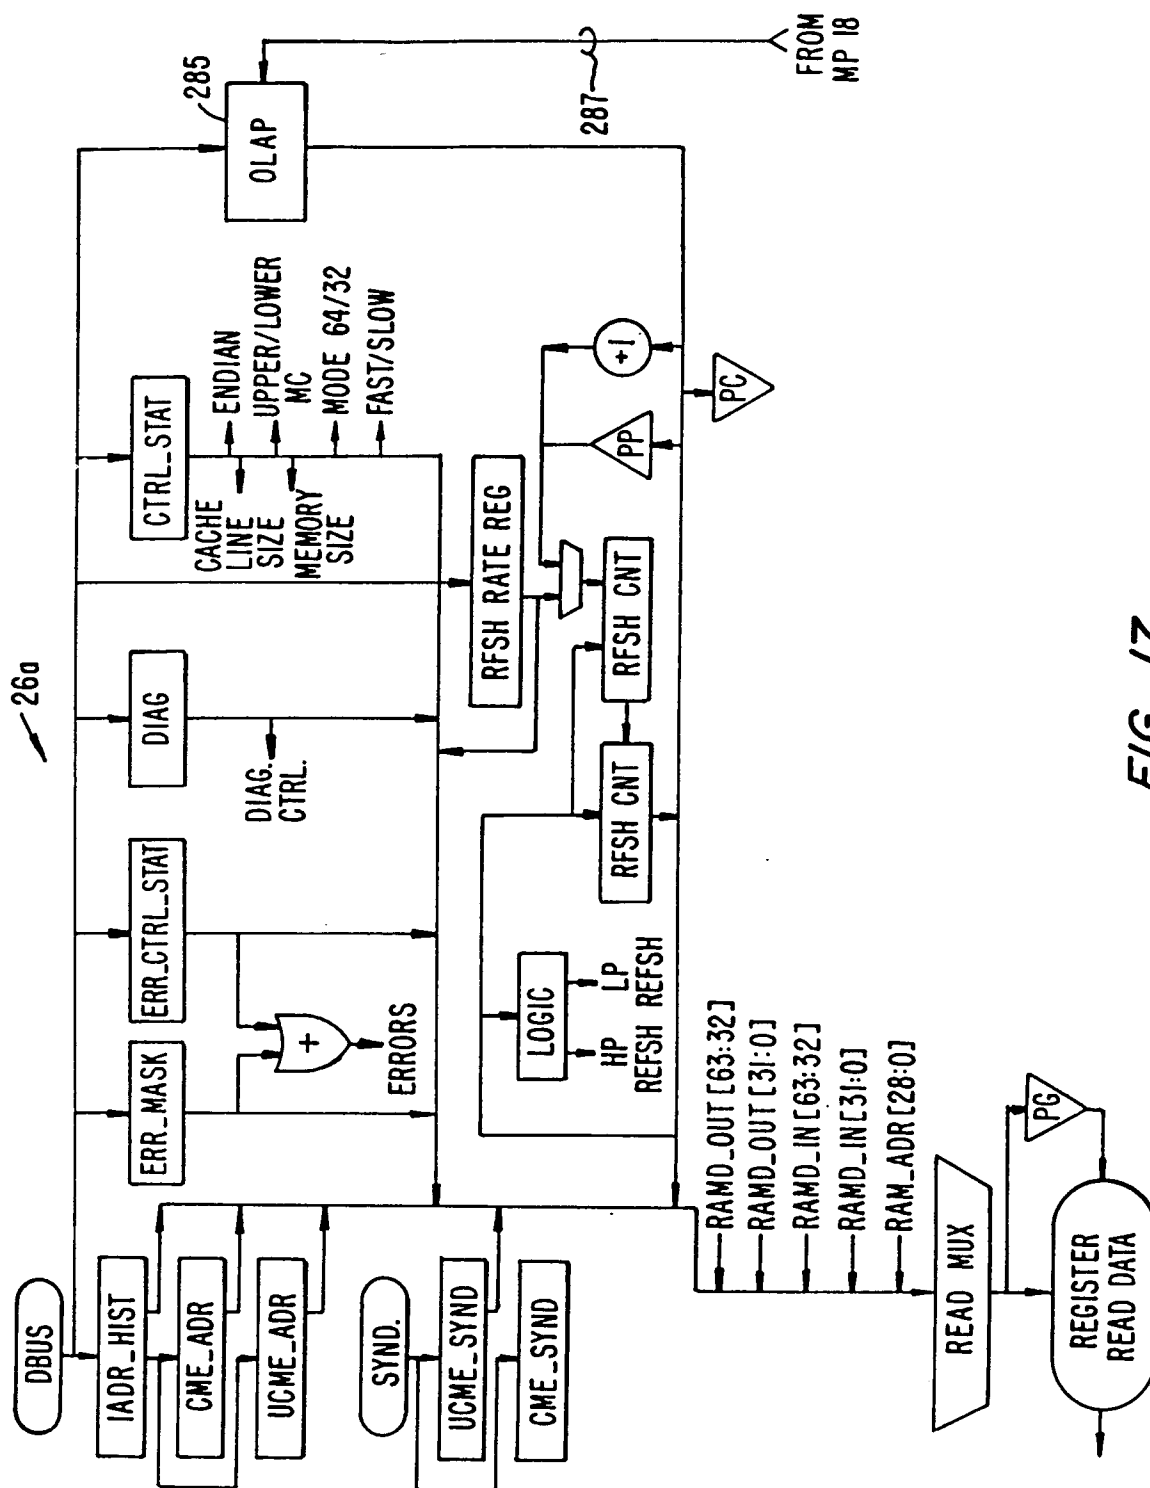 26a
DBUS
IADR_HIST
CME_ADR
UCME_ADR
SYND.
UCME_SYND
CME_SYND
ERR_MASK
ERR_CTRL_STAT
+
ERRORS
DIAG
DIAG.
CTRL.
CTRL_STAT
ENDIAN
UPPER/LOWER
MC
MODE 64/32
FAST/SLOW
CACHE
LINE
SIZE
MEMORY
SIZE
OLAP
285
287
FROM
MP 18
RFSH RATE REG
RFSH CNT
RFSH CNT
+1
PP
PC
LOGIC
HP
REFSH
LP
REFSH
RAMD_OUT[63:32]
RAMD_OUT[31:0]
RAMD_IN[63:32]
RAMD_IN[31:0]
RAM_ADR[28:0]
READ MUX
PG
REGISTER
READ DATA
FIG. 17